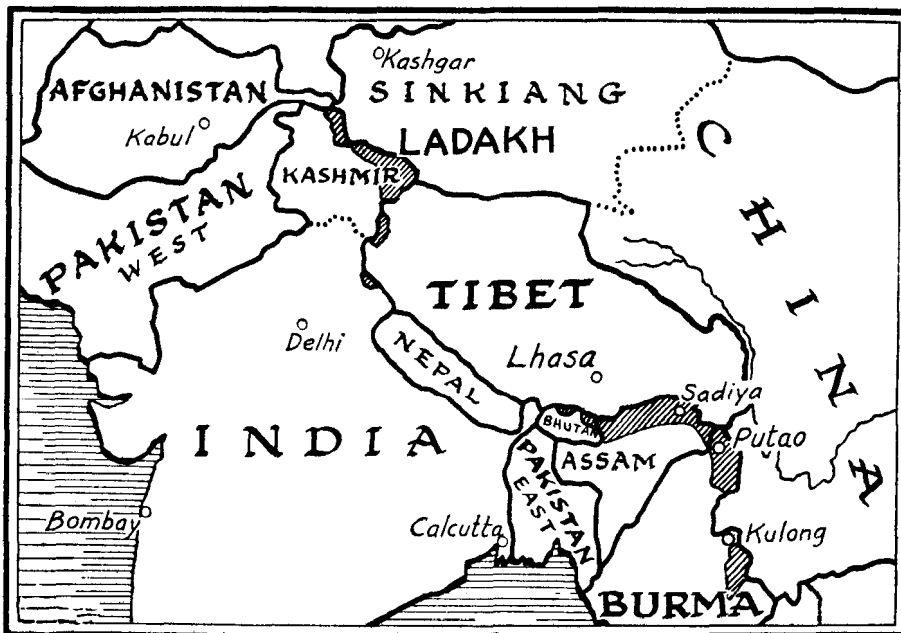 Kashgar
AFGHANISTAN
SINKIANG
Kabul
LADAKH
CHINA
KASHMIR
PAKISTAN
WEST
TIBET
Delhi
NEPAL
Lhasa
Sadiya
BHUTAN
INDIA
Putao
ASSAM
PAKISTAN
EAST
Bombay
Calcutta
Kulong
BURMA